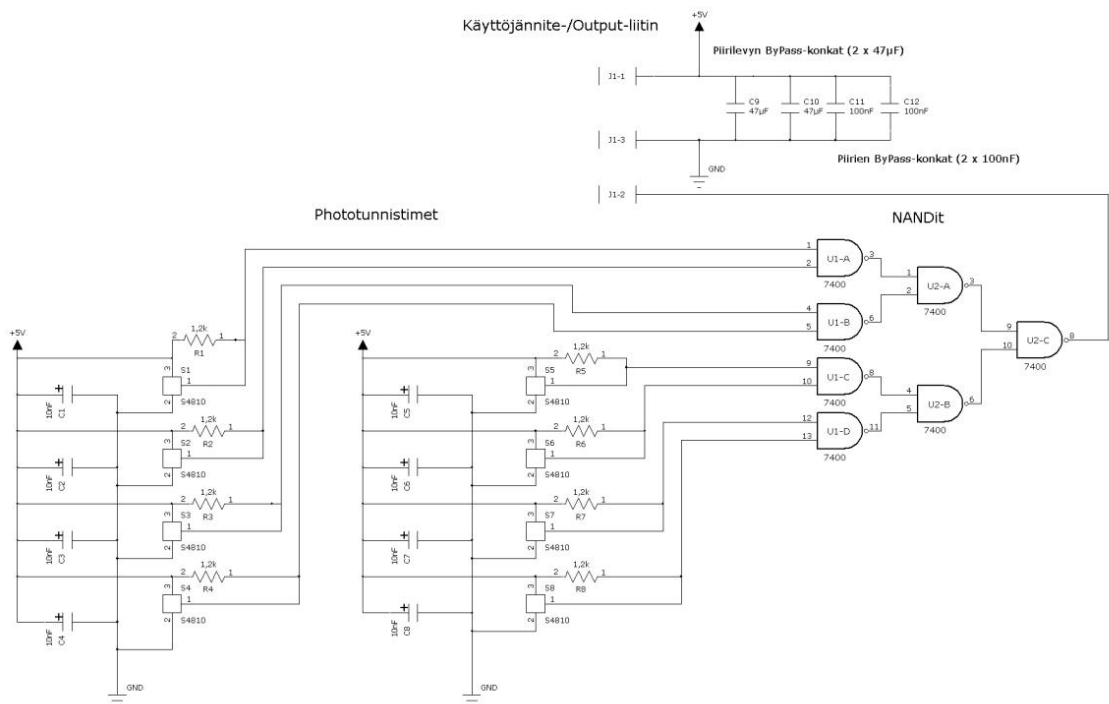 Käyttöjännite-/Output-liitin
+5V
Piirilevyn ByPass-konkat (2 x 47µF)
J1-1
C9
47µF
C10
47µF
C11
100nF
C12
100nF
J1-3
GND
Piirien ByPass-konkat (2 x 100nF)
J1-2
Phototunnistimet
NANDit
1
2
U1-A
3
7400
1
2
U2-A
3
7400
4
5
U1-B
6
7400
9
10
U2-C
8
7400
9
10
U1-C
8
7400
4
5
U2-B
6
7400
12
13
U1-D
11
7400
+5V
2
1,2k
1
R1
3
S1
1
2
S4810
10nF
C1
2
1,2k
1
R2
3
S2
1
2
S4810
10nF
C2
2
1,2k
1
R3
3
S3
1
2
S4810
10nF
C3
2
1,2k
1
R4
3
S4
1
2
S4810
10nF
C4
GND
+5V
2
1,2k
1
R5
3
S5
1
2
S4810
10nF
C5
2
1,2k
1
R6
3
S6
1
2
S4810
10nF
C6
2
1,2k
1
R7
3
S7
1
2
S4810
10nF
C7
2
1,2k
1
R8
3
S8
1
2
S4810
10nF
C8
GND